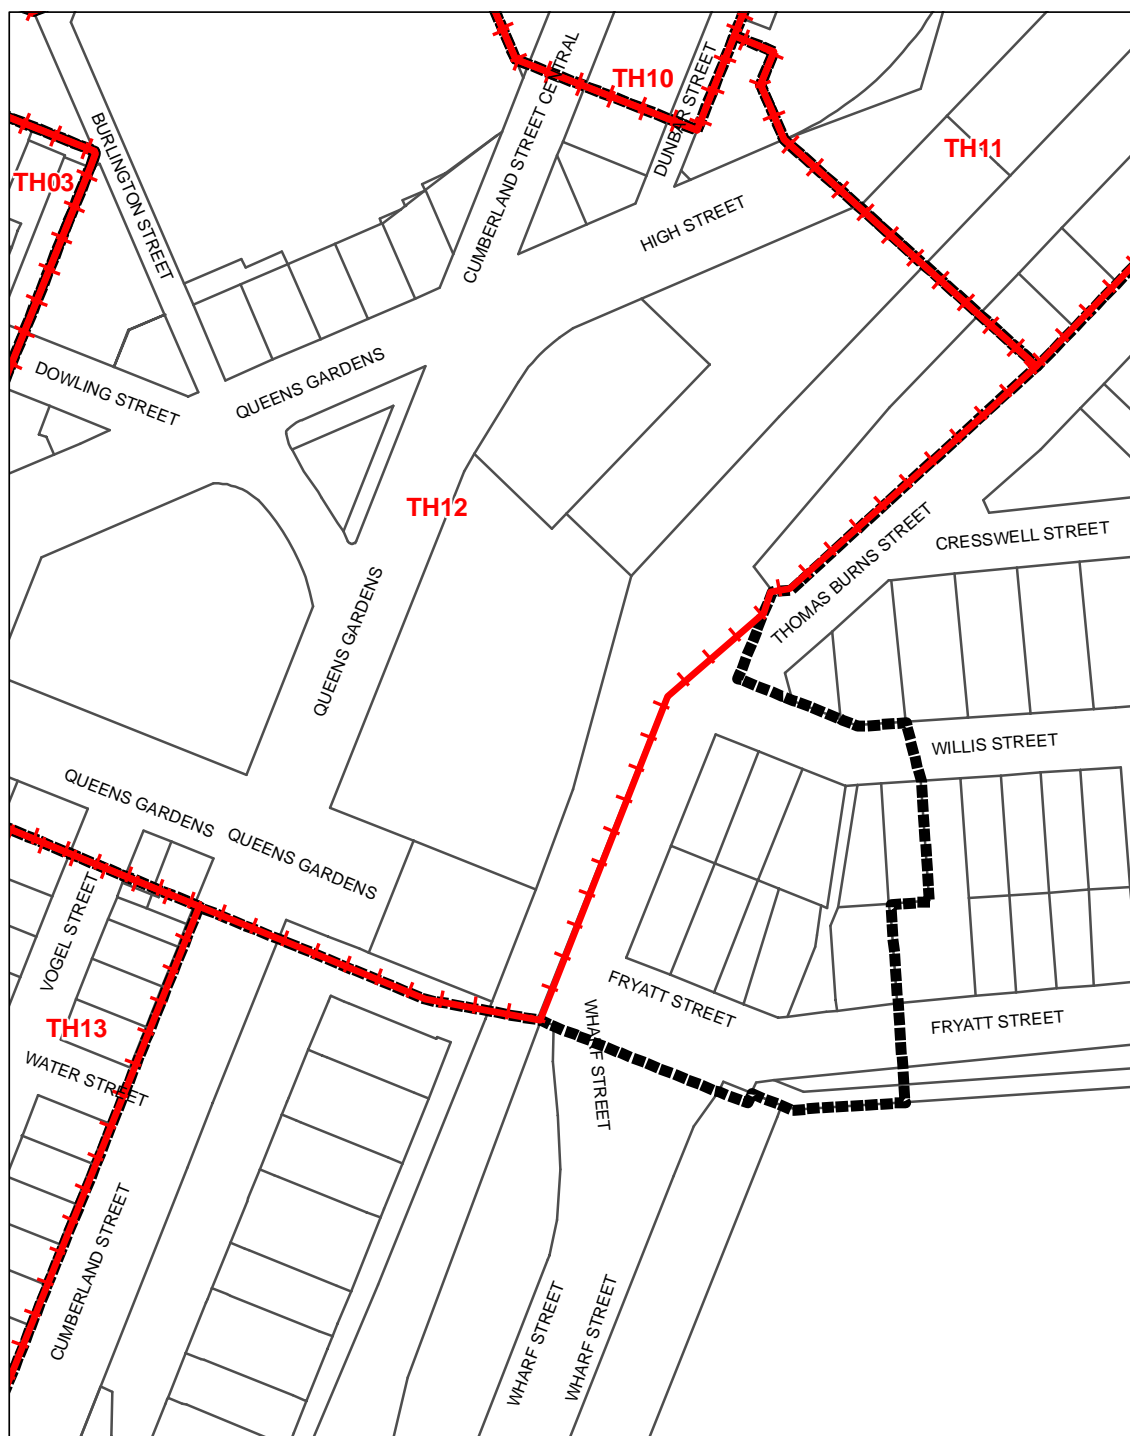 TH10
CUMBERLAND STREET CENTRAL
DUNBAR STREET
TH11
BURLINGTON STREET
TH03
HIGH STREET
DOWLING STREET
QUEENS GARDENS
TH12
CRESSWELL STREET
THOMAS BURNS STREET
QUEENS GARDENS
WILLIS STREET
QUEENS GARDENS
QUEENS GARDENS
VOGEL STREET
FRYATT STREET
FRYATT STREET
TH13
WHARF STREET
WATER STREET
CUMBERLAND STREET
WHARF STREET
WHARF STREET